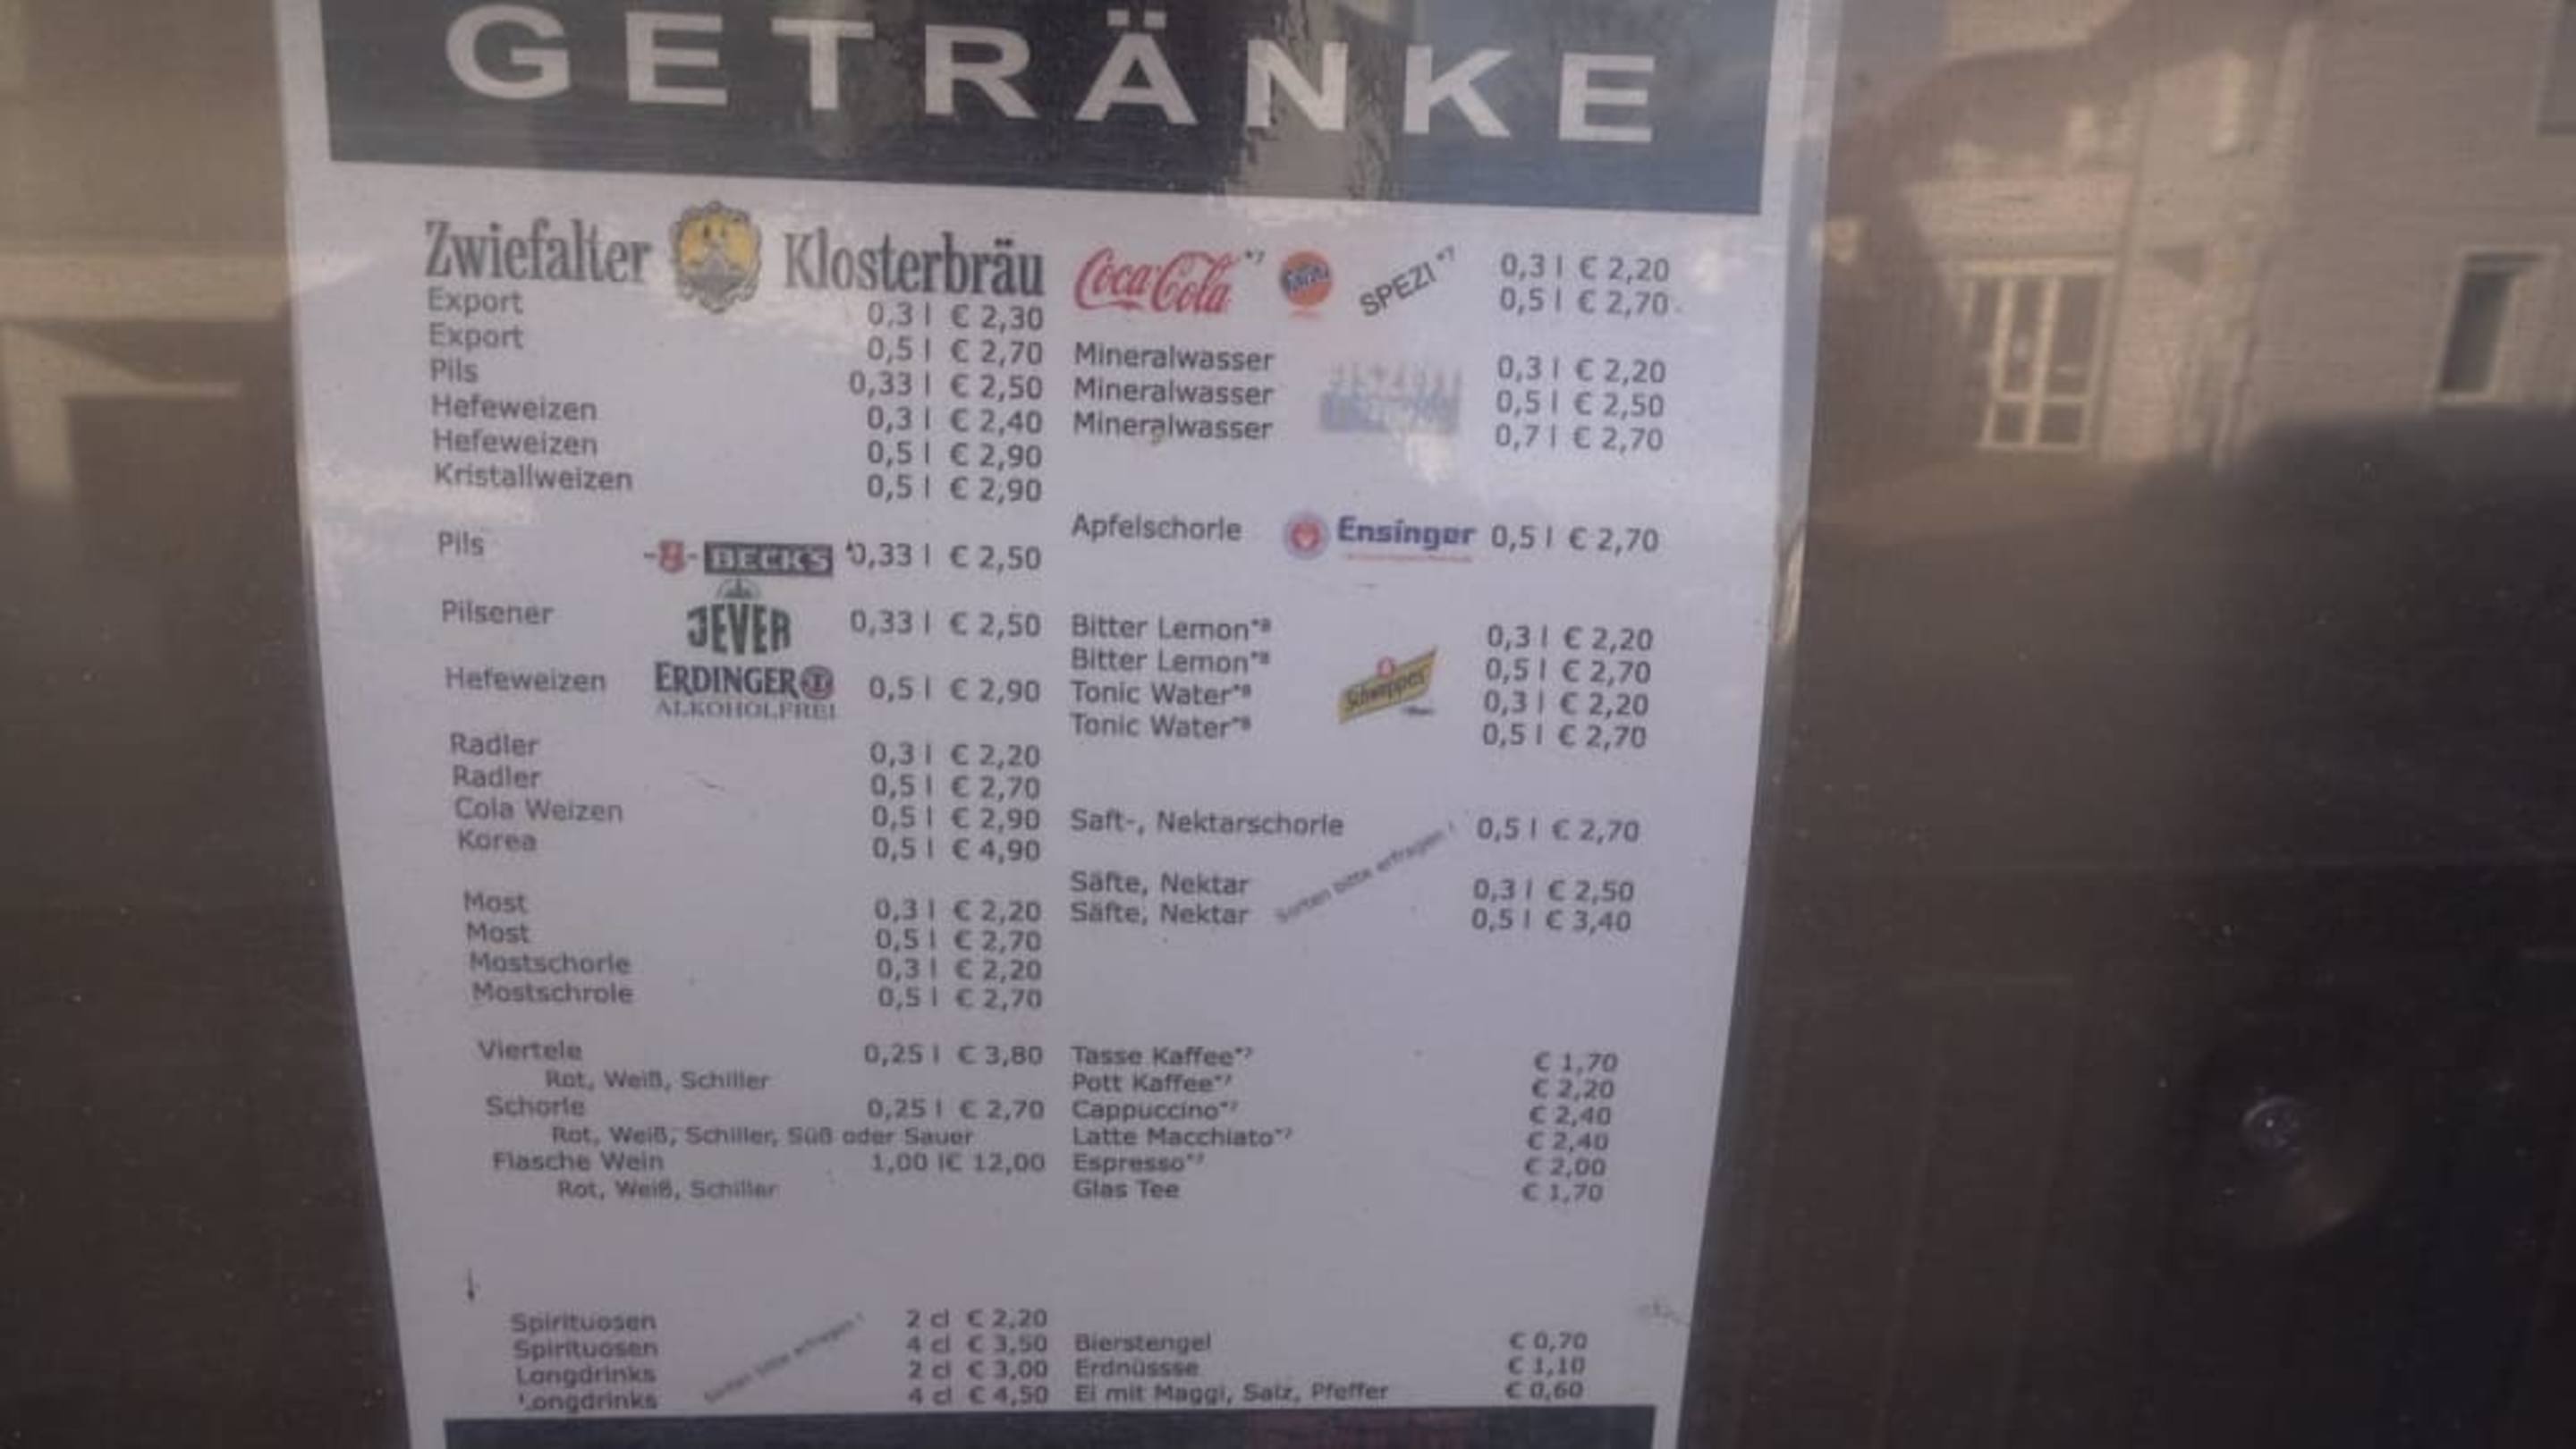 GETRÄNKE
Zwiefalter Klosterbräu
Export 0,3 l € 2,30
Export 0,5 l € 2,70
Pils 0,33 l € 2,50
Hefeweizen 0,3 l € 2,40
Hefeweizen 0,5 l € 2,90
Kristallweizen 0,5 l € 2,90
Pils BECK'S 0,33 l € 2,50
Pilsener JEVER 0,33 l € 2,50
Hefeweizen ERDINGER 0,5 l € 2,90
ALKOHOLFREI
Radler 0,3 l € 2,20
Radler 0,5 l € 2,70
Cola Weizen 0,5 l € 2,90
Korea 0,5 l € 4,90
Most 0,3 l € 2,20
Most 0,5 l € 2,70
Mostschorle 0,3 l € 2,20
Mostschrole 0,5 l € 2,70
Viertele 0,25 l € 3,80
Rot, Weiß, Schiller
Schorle 0,25 l € 2,70
Rot, Weiß, Schiller, Süß oder Sauer
Flasche Wein 1,00 l€ 12,00
Rot, Weiß, Schiller
Spirituosen 2 cl € 2,20
Spirituosen 4 cl € 3,50
Longdrinks 2 cl € 3,00
Longdrinks 4 cl € 4,50
Sorten bitte erfragen !
Coca-Cola*7 Fanta SPEZI*7 0,3 l € 2,20
0,5 l € 2,70
Mineralwasser 0,3 l € 2,20
Mineralwasser 0,5 l € 2,50
Mineralwasser 0,7 l € 2,70
Apfelschorle Ensinger 0,5 l € 2,70
Bitter Lemon*8 0,3 l € 2,20
Bitter Lemon*8 0,5 l € 2,70
Schweppes
Tonic Water*8 0,3 l € 2,20
Tonic Water*8 0,5 l € 2,70
Saft-, Nektarschorle 0,5 l € 2,70
Säfte, Nektar 0,3 l € 2,50
Säfte, Nektar 0,5 l € 3,40
Sorten bitte erfragen !
Tasse Kaffee*7 € 1,70
Pott Kaffee*7 € 2,20
Cappuccino*7 € 2,40
Latte Macchiato*7 € 2,40
Espresso*7 € 2,00
Glas Tee € 1,70
Bierstengel € 0,70
Erdnüssse € 1,10
Ei mit Maggi, Salz, Pfeffer € 0,60